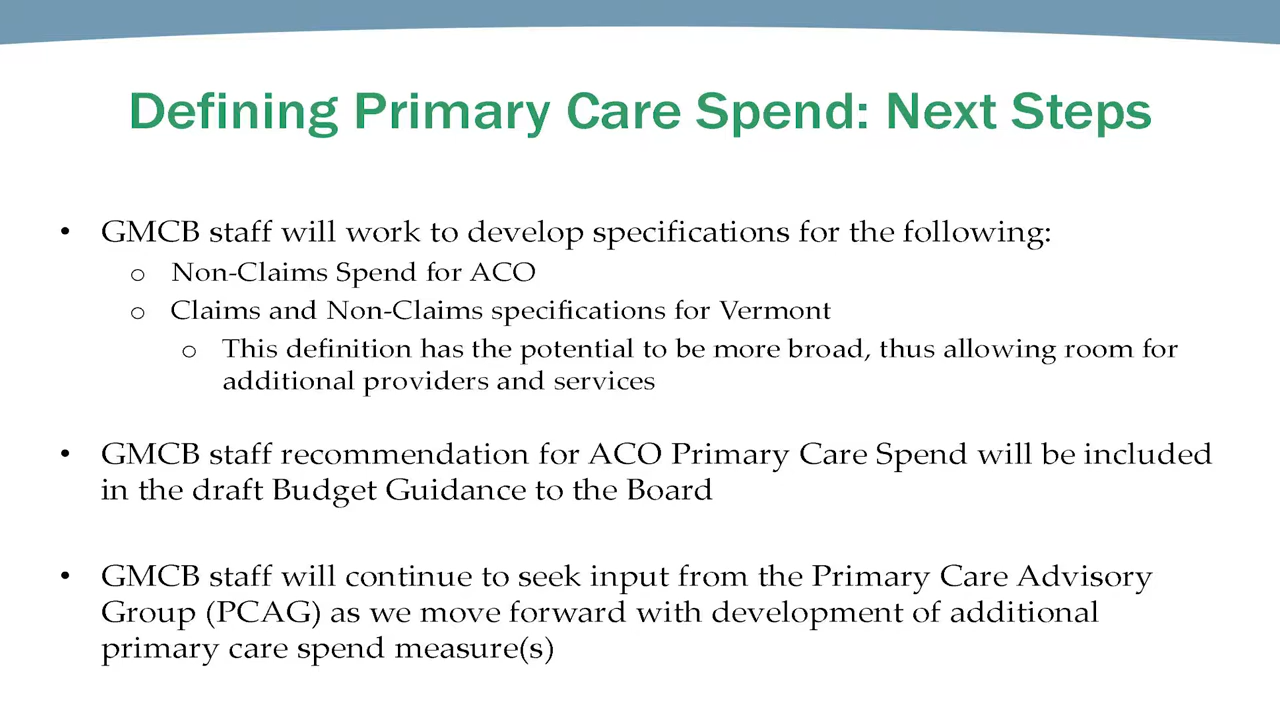 Defining Primary Care Spend: Next Steps
• GMCB staff will work to develop specifications for the following:
o Non-Claims Spend for ACO
o Claims and Non-Claims specifications for Vermont
o This definition has the potential to be more broad, thus allowing room for
additional providers and services
• GMCB staff recommendation for ACO Primary Care Spend will be included
in the draft Budget Guidance to the Board
• GMCB staff will continue to seek input from the Primary Care Advisory
Group (PCAG) as we move forward with development of additional
primary care spend measure(s)